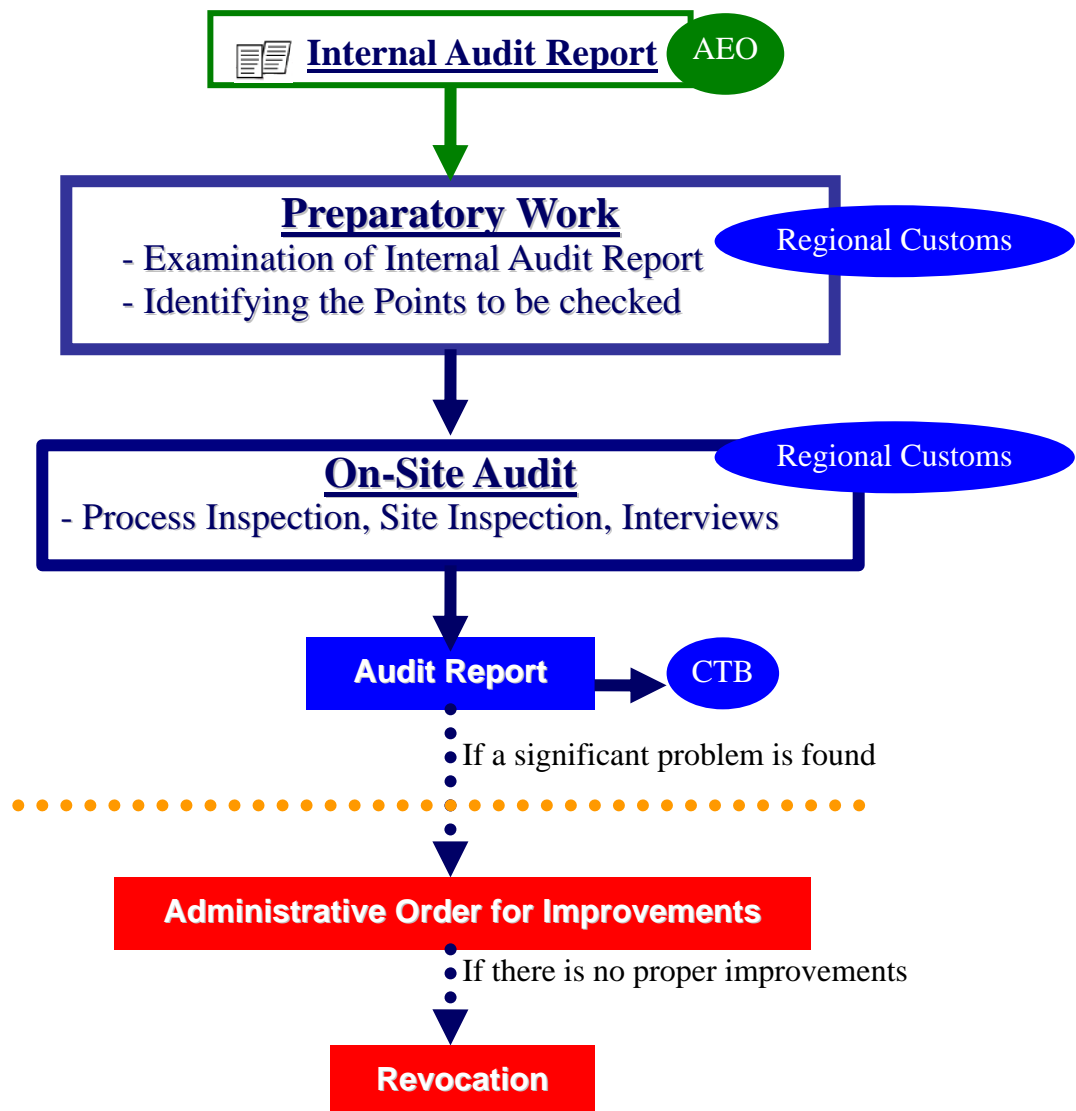 Internal Audit Report
AEO
Preparatory Work
Regional Customs
- Examination of Internal Audit Report
- Identifying the Points to be checked
On-Site Audit
Regional Customs
- Process Inspection, Site Inspection, Interviews
Audit Report
CTB
If a significant problem is found
Administrative Order for Improvements
If there is no proper improvements
Revocation